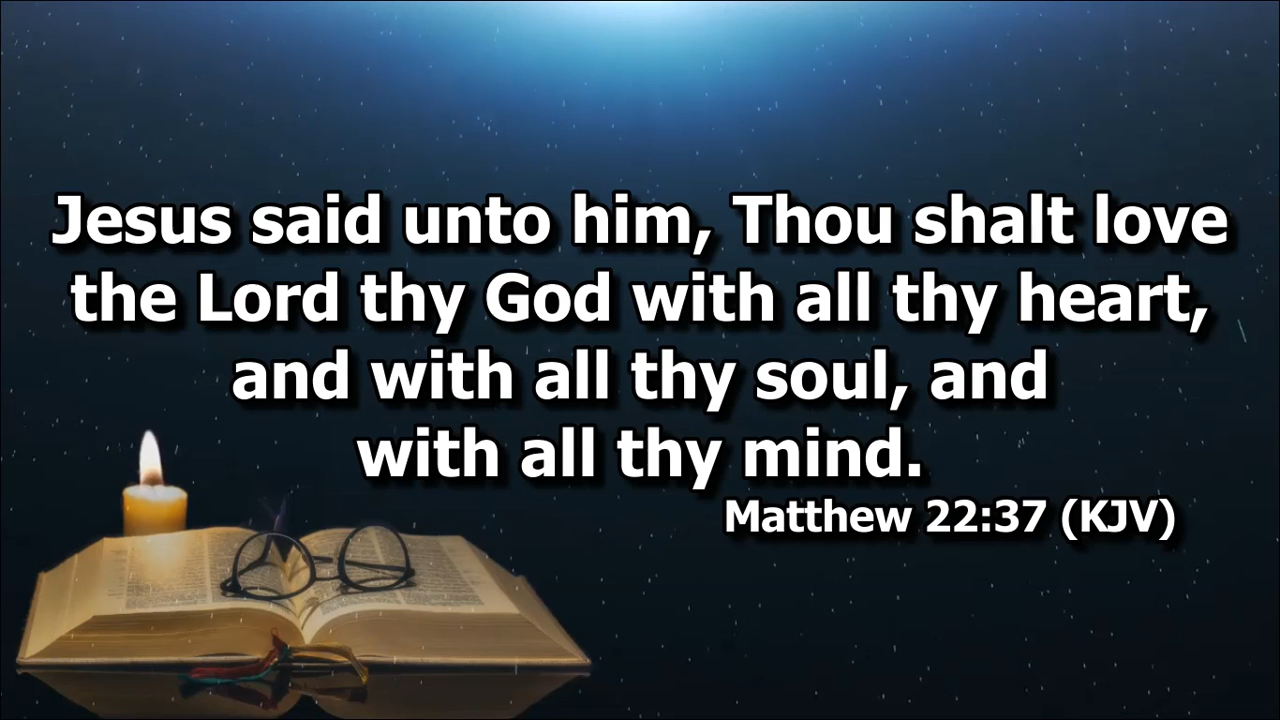 Jesus said unto him, Thou shalt love
the Lord thy God with all thy heart,
and with all thy soul, and
with all thy mind.
Matthew 22:37 (KJV)